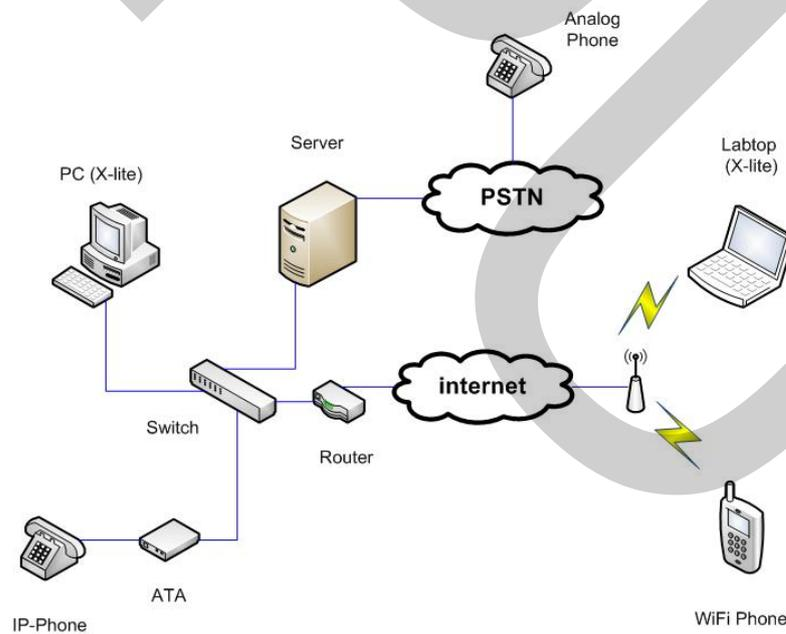 Analog
Phone
Server
Labtop
(X-lite)
PC (X-lite)
PSTN
internet
Switch
Router
ATA
IP-Phone
WiFi Phone